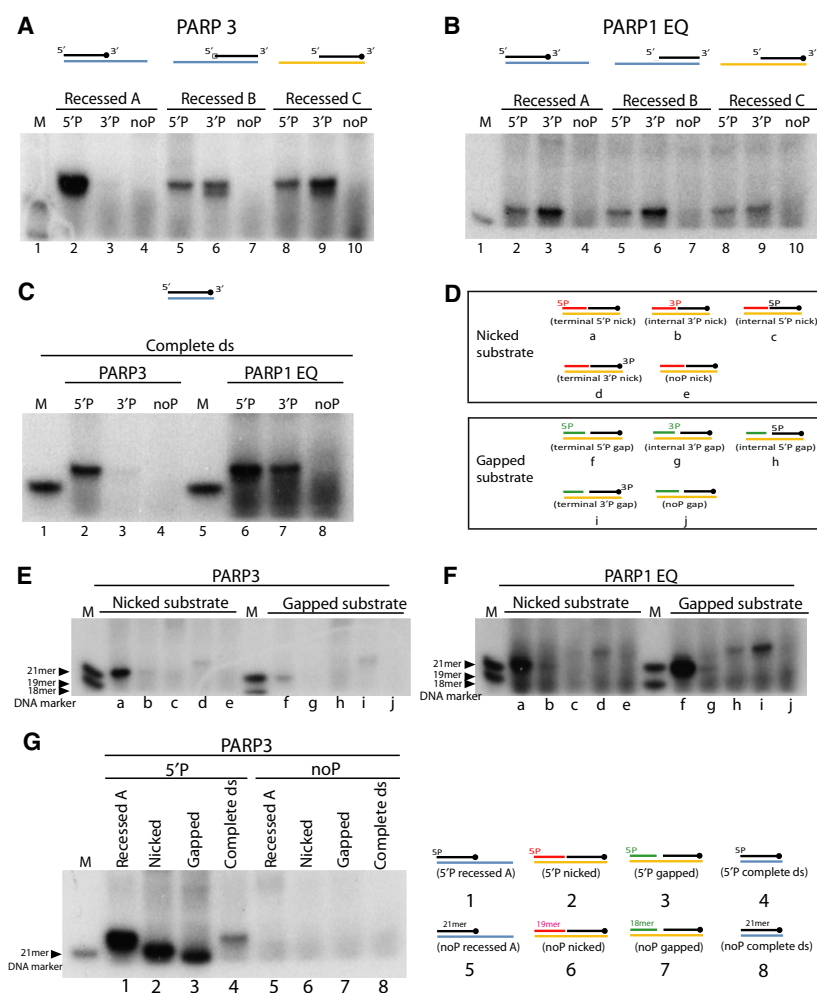 A PARP 3
5′ 3′ 5′ 3′ 5′ 3′
Recessed A Recessed B Recessed C
M 5′P 3′P noP 5′P 3′P noP 5′P 3′P noP
1 2 3 4 5 6 7 8 9 10
B PARP1 EQ
5′ 3′ 5′ 3′ 5′ 3′
Recessed A Recessed B Recessed C
M 5′P 3′P noP 5′P 3′P noP 5′P 3′P noP
1 2 3 4 5 6 7 8 9 10
C
5′ 3′
Complete ds
PARP3 PARP1 EQ
M 5′P 3′P noP M 5′P 3′P noP
1 2 3 4 5 6 7 8
D
Nicked substrate
5P 3P 5P
(terminal 5′P nick) (internal 3′P nick) (internal 5′P nick)
a b c
3P
(terminal 3′P nick) (noP nick)
d e
Gapped substrate
5P 3P 5P
(terminal 5′P gap) (internal 3′P gap) (internal 5′P gap)
f g h
3P
(terminal 3′P gap) (noP gap)
i j
E PARP3
M Nicked substrate M Gapped substrate
21mer
19mer
18mer
DNA marker a b c d e f g h i j
F PARP1 EQ
M Nicked substrate M Gapped substrate
21mer
19mer
18mer
DNA marker a b c d e f g h i j
G PARP3
5′P noP
M Recessed A Nicked Gapped Complete ds Recessed A Nicked Gapped Complete ds
21mer
DNA marker
1 2 3 4 5 6 7 8
5P 5P 5P 5P
(5′P recessed A) (5′P nicked) (5′P gapped) (5′P complete ds)
1 2 3 4
21mer 19mer 18mer 21mer
(noP recessed A) (noP nicked) (noP gapped) (noP complete ds)
5 6 7 8